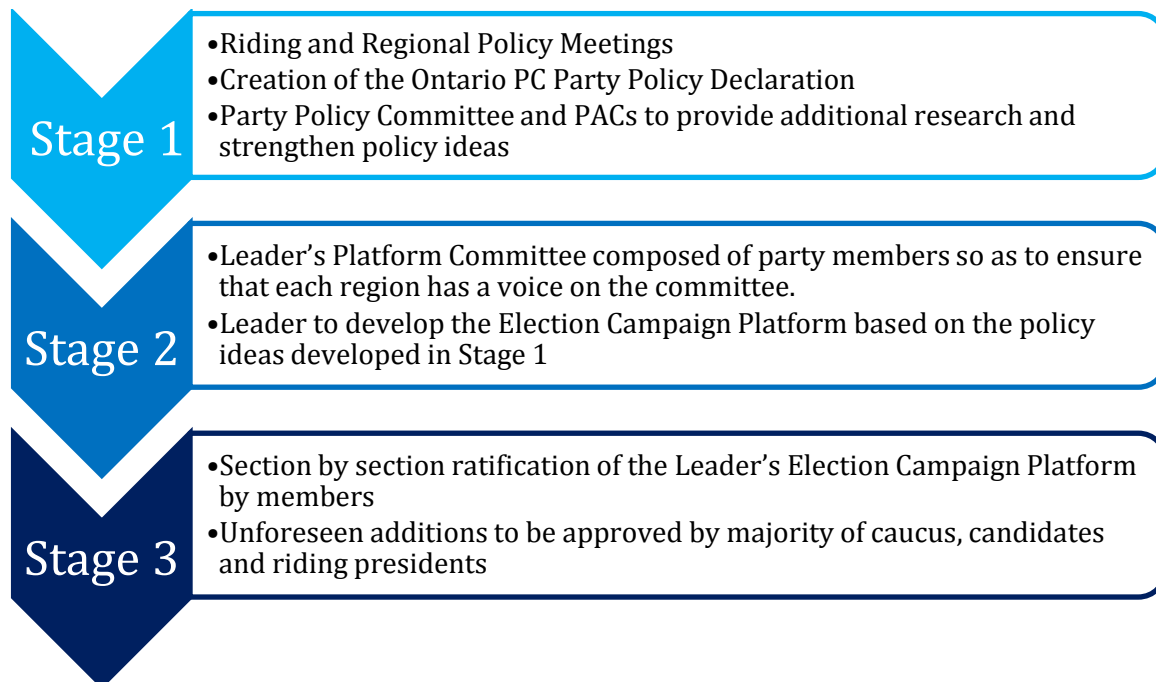 Stage 1
•Riding and Regional Policy Meetings
•Creation of the Ontario PC Party Policy Declaration
•Party Policy Committee and PACs to provide additional research and
strengthen policy ideas
Stage 2
•Leader’s Platform Committee composed of party members so as to ensure
that each region has a voice on the committee.
•Leader to develop the Election Campaign Platform based on the policy
ideas developed in Stage 1
Stage 3
•Section by section ratification of the Leader’s Election Campaign Platform
by members
•Unforeseen additions to be approved by majority of caucus, candidates
and riding presidents